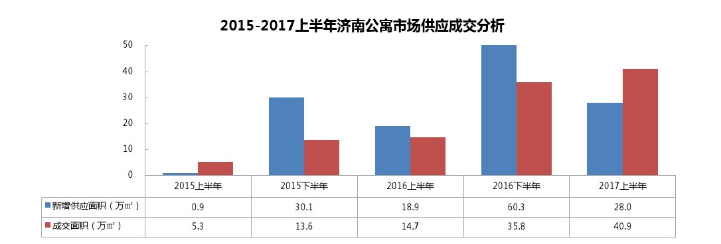 2015-2017上半年济南公寓市场供应成交分析
50
40
30
20
10
0
2015上半年 2015下半年 2016上半年 2016下半年 2017上半年
新增供应面积（万㎡） 0.9 30.1 18.9 60.3 28.0
成交面积（万㎡） 5.3 13.6 14.7 35.8 40.9